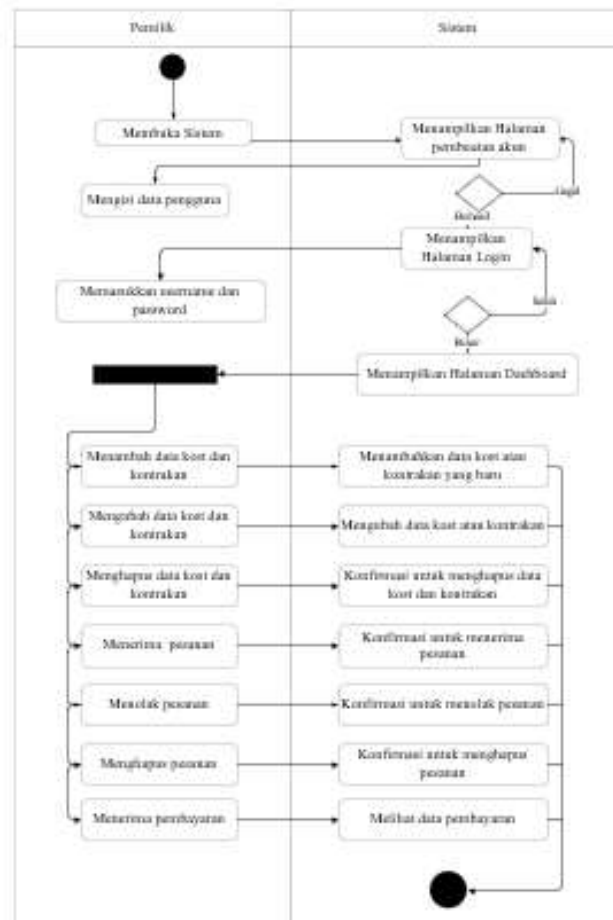 Pemilik
Sistem
Membuka Sistem
Menampilkan Halaman
pembuatan akun
Mengisi data pengguna
Gagal
Berhasil
Menampilkan
Halaman Login
Memasukkan username dan
password
Salah
Benar
Menampilkan Halaman Dashboard
Menambah data kost dan
kontrakan
Menambahkan data kost atau
kontrakan yang baru
Mengubah data kost dan
kontrakan
Mengubah data kost atau kontrakan
Menghapus data kost dan
kontrakan
Konfirmasi untuk menghapus data
kost dan kontrakan
Menerima pesanan
Konfirmasi untuk menerima
pesanan
Menolak pesanan
Konfirmasi untuk menolak pesanan
Menghapus pesanan
Konfirmasi untuk menghapus
pesanan
Menerima pembayaran
Melihat data pembayaran